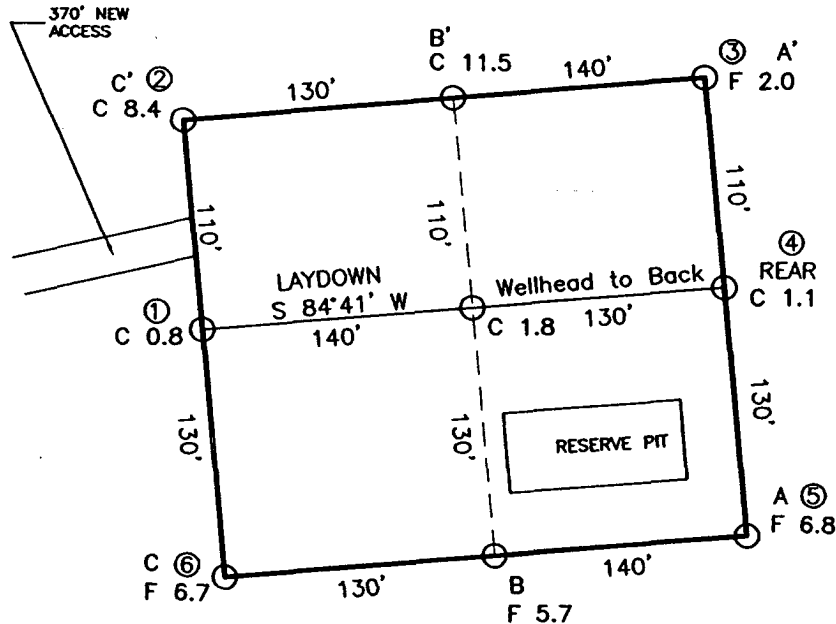 370' NEW
ACCESS
B'
C 11.5
③ A'
F 2.0
C' ②
C 8.4
130'
140'
110'
110'
110'
④
REAR
C 1.1
LAYDOWN
S 84°41' W
140'
Wellhead to Back
130'
①
C 0.8
C 1.8
130'
130'
130'
RESERVE PIT
A ⑤
F 6.8
C ⑥
F 6.7
130'
B
F 5.7
140'